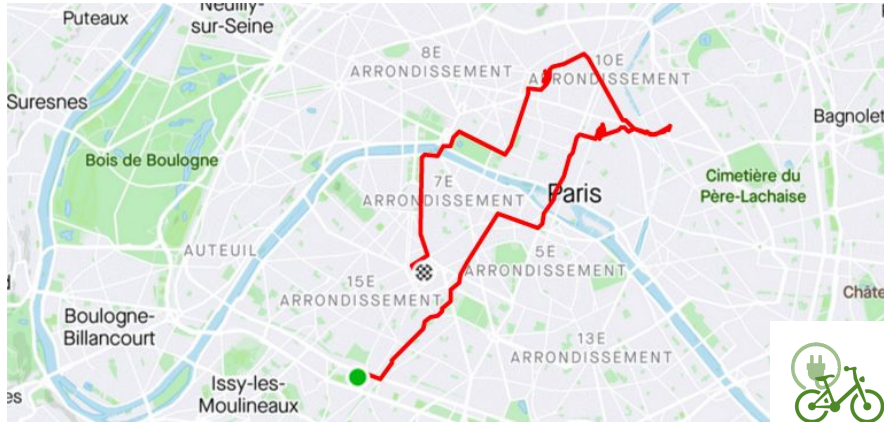 Puteaux
Neuilly-
sur-Seine
8E
ARRONDISSEMENT
10E
ARRONDISSEMENT
Suresnes
Bagnolet
Bois de Boulogne
7E
ARRONDISSEMENT
Paris
Cimetière du
Père-Lachaise
AUTEUIL
5E
ARRONDISSEMENT
15E
ARRONDISSEMENT
Châte
Boulogne-
Billancourt
13E
ARRONDISSEMENT
Issy-les-
Moulineaux